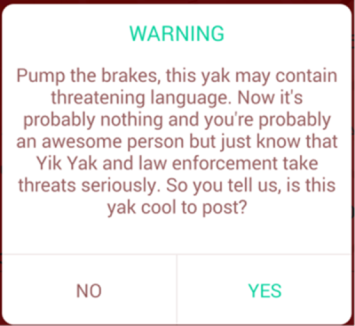 WARNING
Pump the brakes, this yak may contain
threatening language. Now it's
probably nothing and you're probably
an awesome person but just know that
Yik Yak and law enforcement take
threats seriously. So you tell us, is this
yak cool to post?
NO
YES